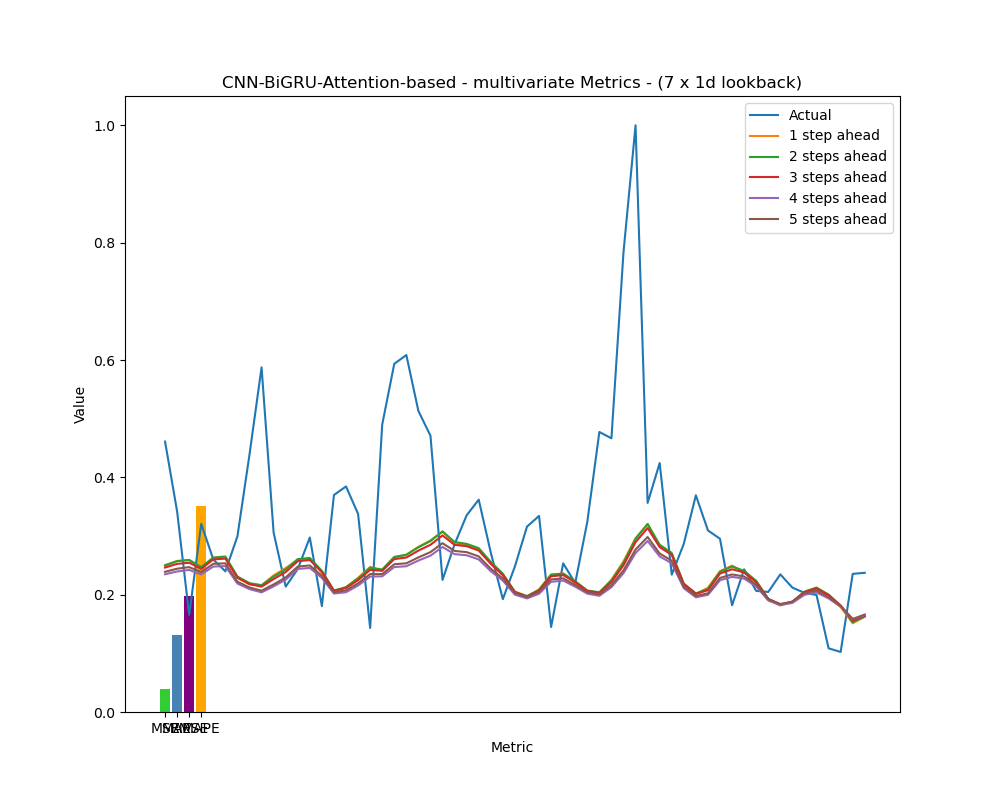 CNN-BiGRU-Attention-based - multivariate Metrics - (7 x 1d lookback)
Actual
1 step ahead
2 steps ahead
3 steps ahead
4 steps ahead
5 steps ahead
1.0
0.8
0.6
0.4
0.2
0.0
Value
Metric